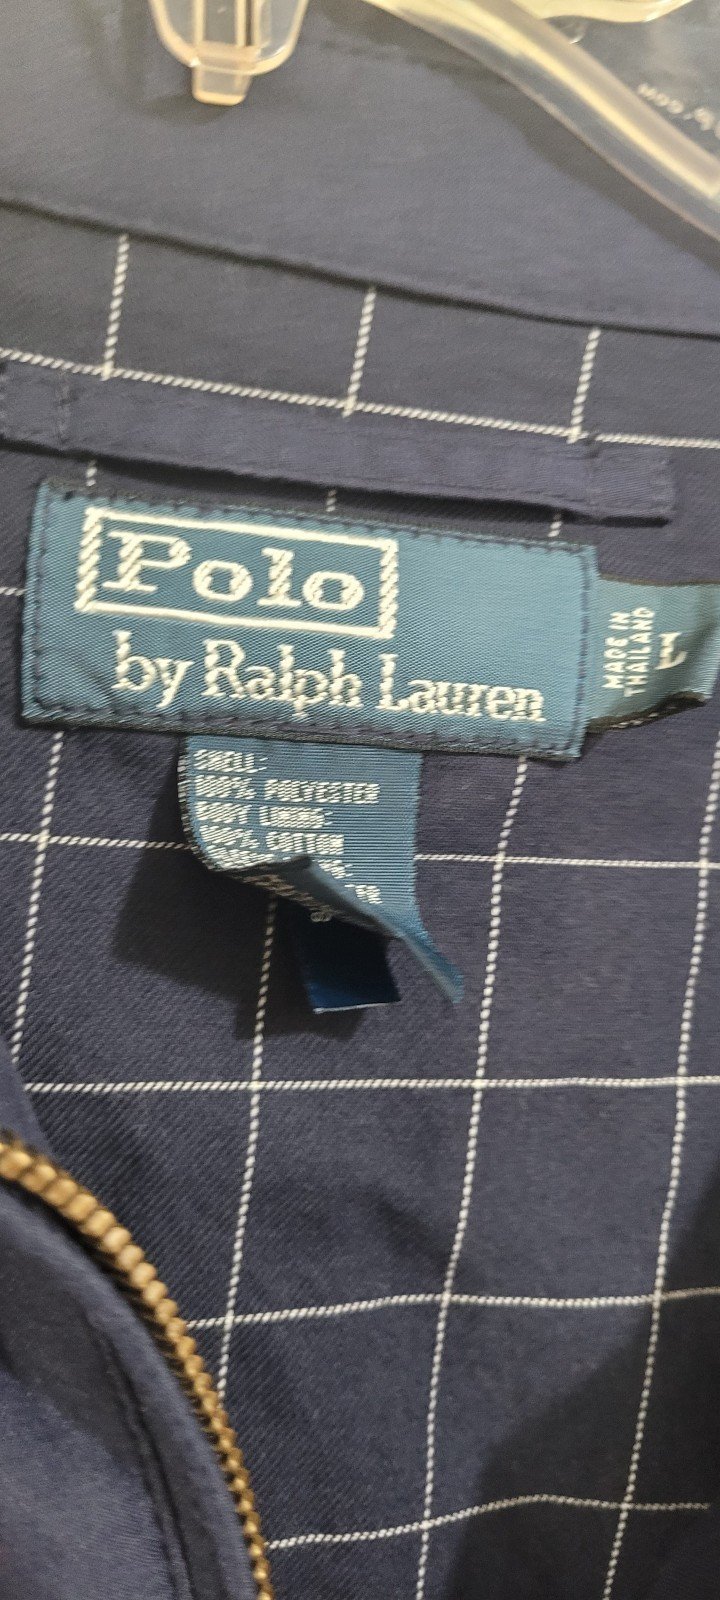 Polo
by Ralph Lauren
MADE IN
THAILAND
L
SHELL:
100% POLYESTER
BODY LINING:
100% COTTON